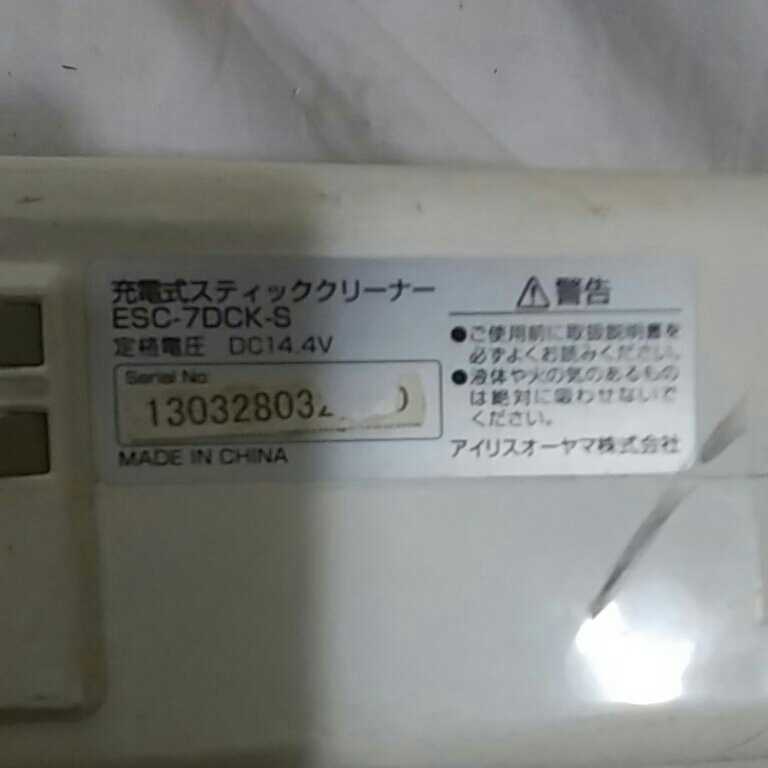 充電式スティッククリーナー
ESC-7DCK-S
定格電圧 DC14.4V
Serial No
130328032
MADE IN CHINA
警告
●ご使用前に取扱説明書を
必ずよくお読みください。
●液体や火の気のあるもの
は絶対に吸わせないで
ください。
アイリスオーヤマ株式会社